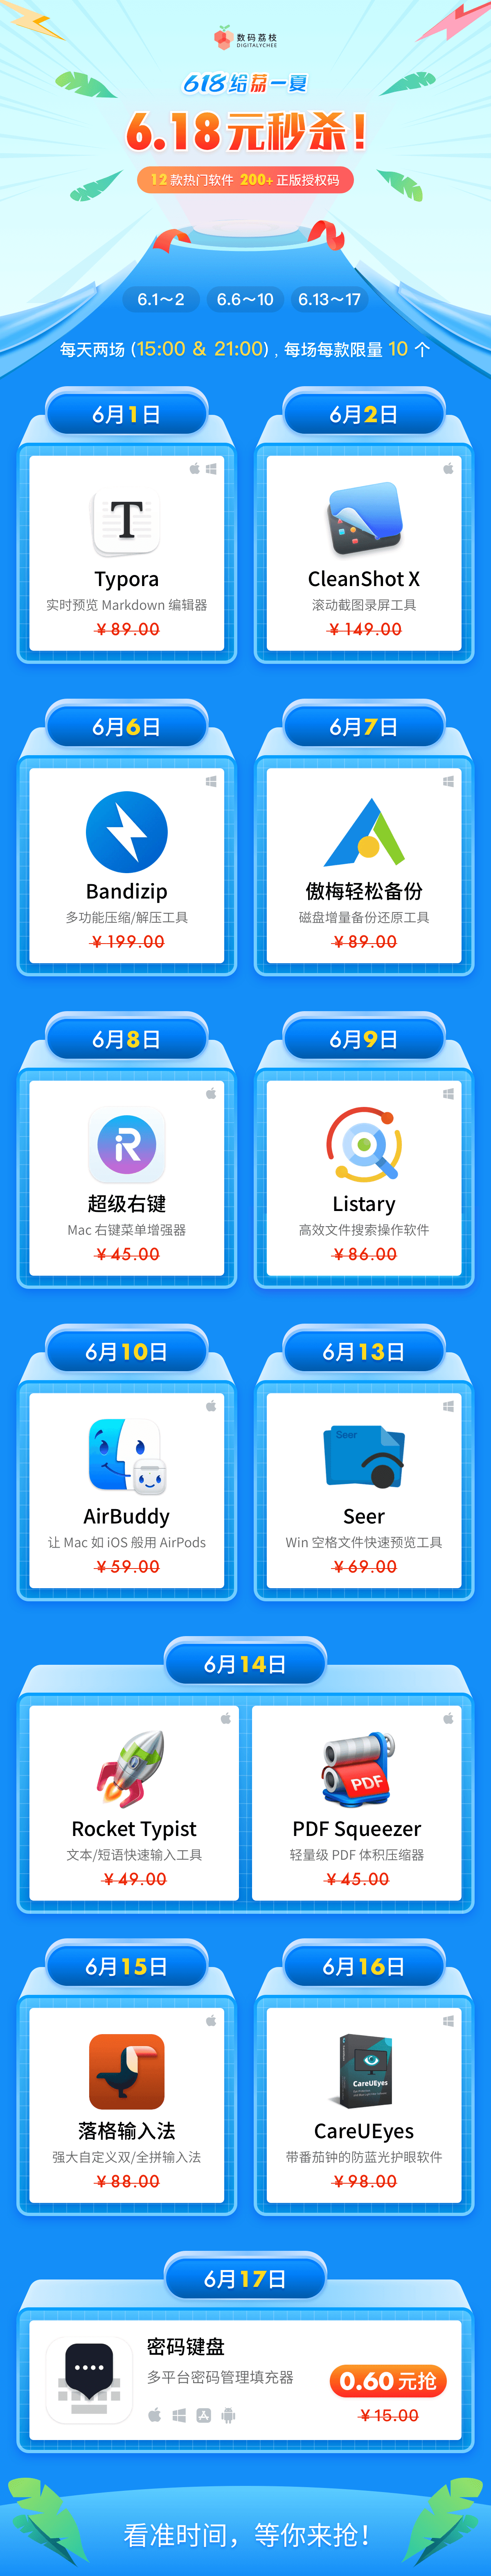 数码荔枝
DIGITALYCHEE
618 给荔一夏
6.18元秒杀!
12 款热门软件 200+ 正版授权码
6.1~2 6.6~10 6.13~17
每天两场 (15:00 & 21:00) , 每场每款限量 10 个
6月1日 6月2日
T
Typora CleanShot X
实时预览 Markdown 编辑器 滚动截图录屏工具
¥89.00 ¥149.00
6月6日 6月7日
Bandizip 傲梅轻松备份
多功能压缩/解压工具 磁盘增量备份还原工具
¥199.00 ¥89.00
6月8日 6月9日
iR
超级右键 Listary
Mac 右键菜单增强器 高效文件搜索操作软件
¥45.00 ¥86.00
6月10日 6月13日
Seer
AirBuddy Seer
让 Mac 如 iOS 般用 AirPods Win 空格文件快速预览工具
¥59.00 ¥69.00
6月14日
PDF
Rocket Typist PDF Squeezer
文本/短语快速输入工具 轻量级 PDF 体积压缩器
¥49.00 ¥45.00
6月15日 6月16日
CareUEyes
落格输入法 CareUEyes
强大自定义双/全拼输入法 带番茄钟的防蓝光护眼软件
¥88.00 ¥98.00
6月17日
密码键盘
多平台密码管理填充器
0.60元抢
¥15.00
看准时间，等你来抢！